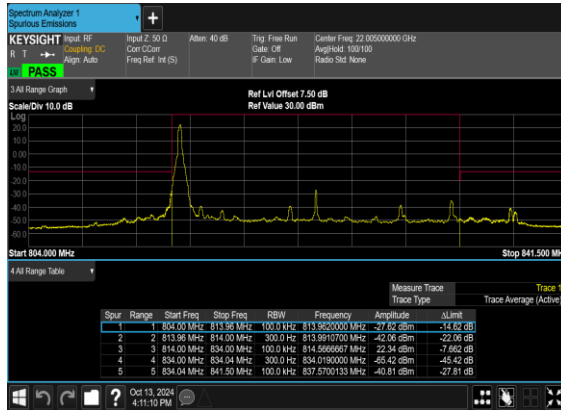 Spectrum Analyzer 1
Spurious Emissions
KEYSIGHT Input: RF Input Z: 50 Ω Atten: 40 dB Trig: Free Run Center Freq: 22.005000000 GHz
R T Coupling: DC Corr CCorr Gate: Off Avg|Hold: 100/100
Align: Auto Freq Ref: Int (S) IF Gain: Low Radio Std: None
PASS
3 All Range Graph
Ref Lvl Offset 7.50 dB
Scale/Div 10.0 dB Ref Value 30.00 dBm
Log
20.0
10.0
0.00
-10.0
-20.0
-30.0
-40.0
-50.0
-60.0
Start 804.000 MHz Stop 841.500 MHz
4 All Range Table
Measure Trace Trace 1
Trace Type Trace Average (Active)
Spur Range Start Freq Stop Freq RBW Frequency Amplitude ΔLimit
1 1 804.00 MHz 813.96 MHz 100.0 kHz 813.9620000 MHz -27.62 dBm -14.62 dB
2 2 813.96 MHz 814.00 MHz 300.0 Hz 813.9910700 MHz -42.06 dBm -22.06 dB
3 3 814.00 MHz 834.00 MHz 100.0 kHz 814.5666667 MHz 22.34 dBm -7.662 dB
4 4 834.00 MHz 834.04 MHz 300.0 Hz 834.0190000 MHz -65.42 dBm -45.42 dB
5 5 834.04 MHz 841.50 MHz 100.0 kHz 837.5700133 MHz -40.81 dBm -27.81 dB
Oct 13, 2024
4:11:10 PM